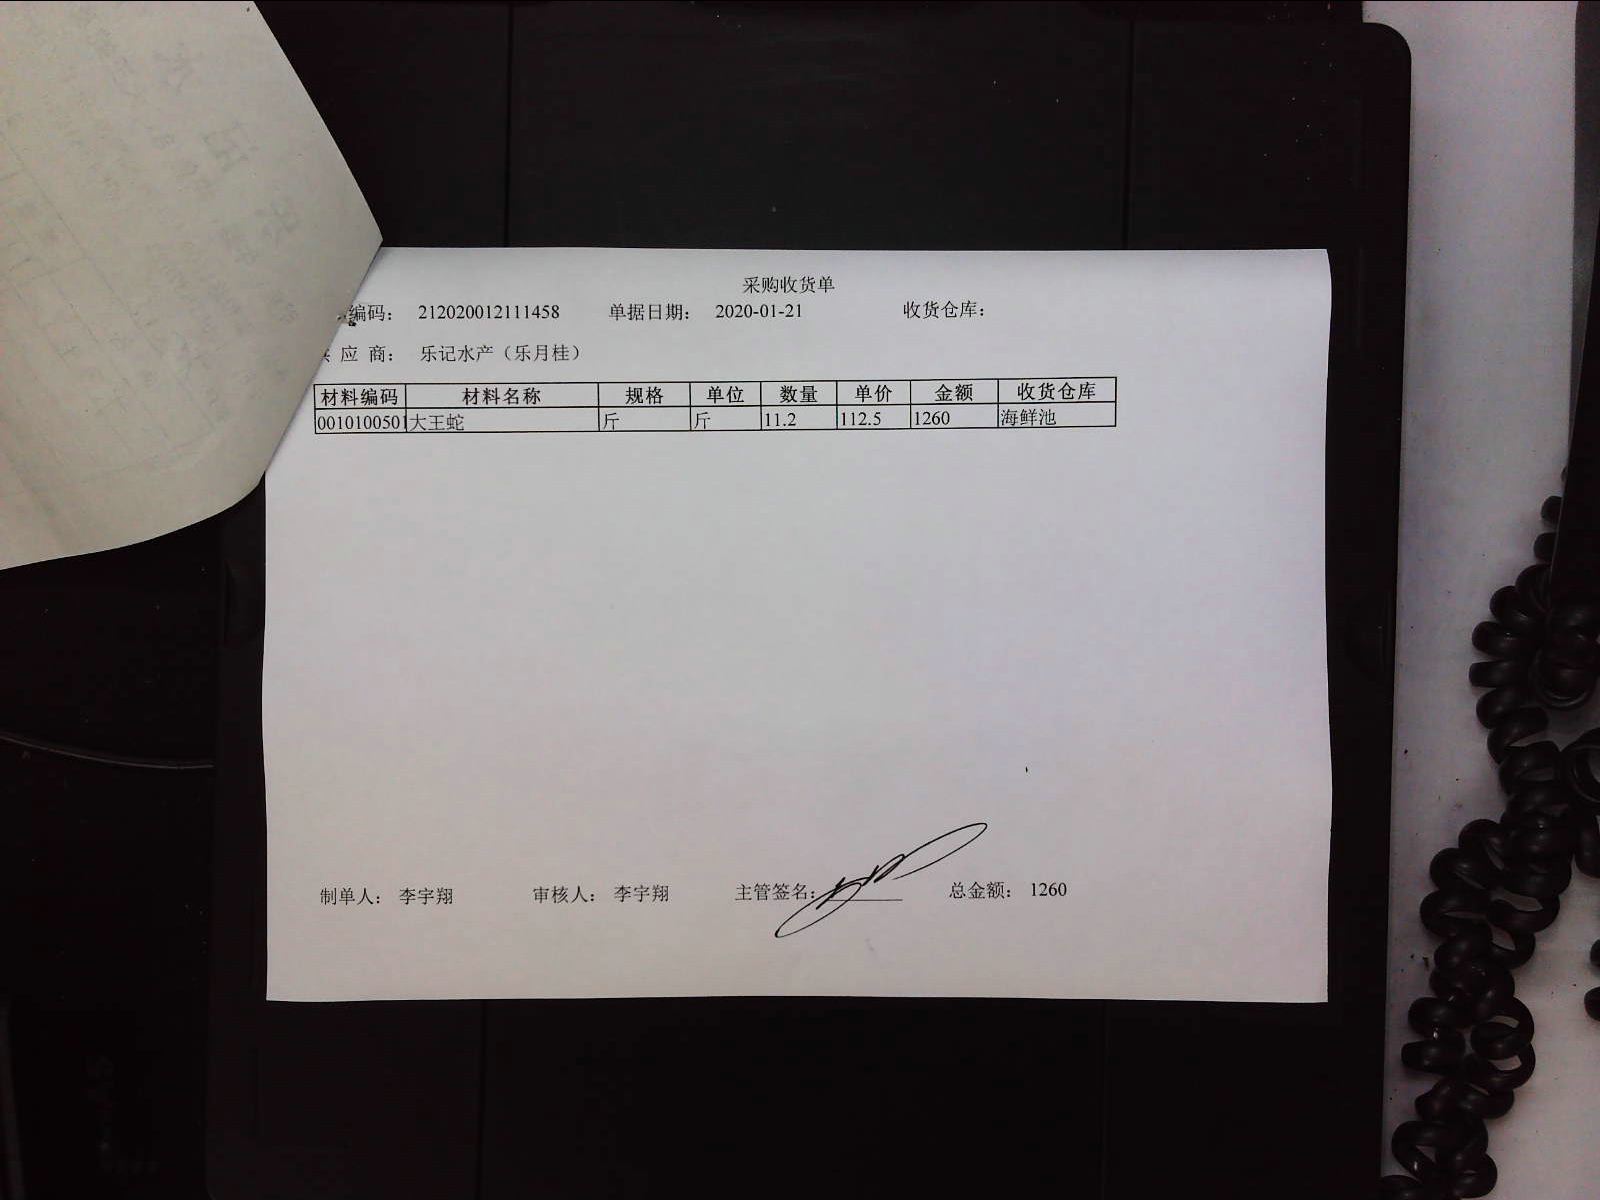 采购收货单
编码： 212020012111458 单据日期： 2020-01-21 收货仓库：
应 商： 乐记水产（乐月桂）
材料编码 材料名称 规格 单位 数量 单价 金额 收货仓库
0010100501 大王蛇 斤 斤 11.2 112.5 1260 海鲜池
制单人： 李宇翔 审核人： 李宇翔 主管签名： 总金额： 1260